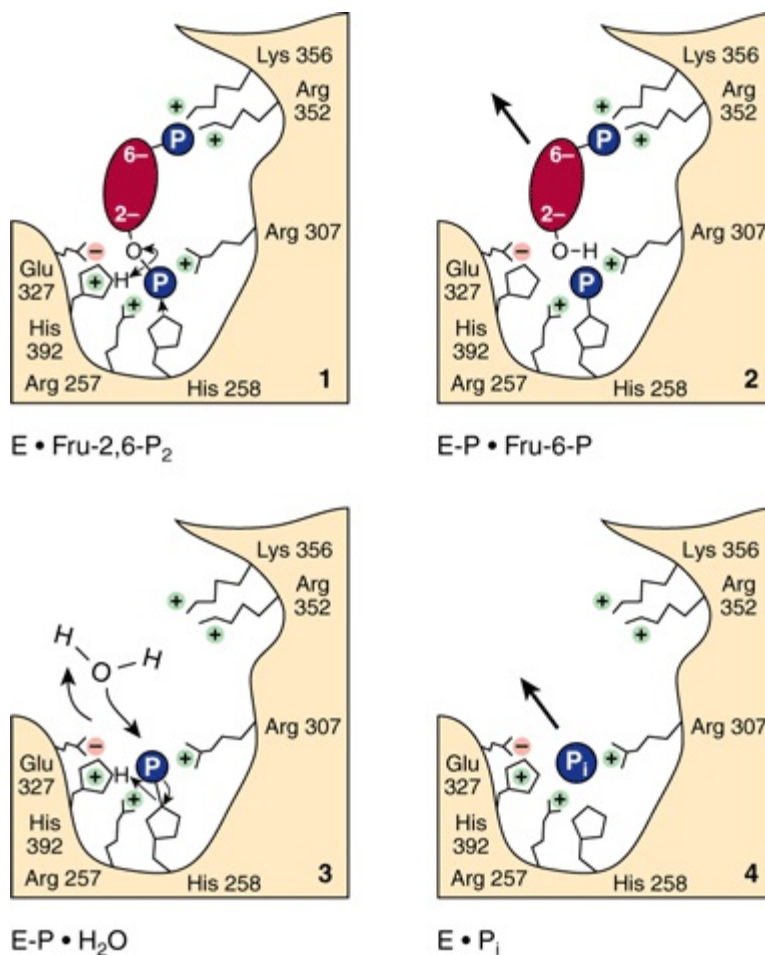 Lys 356
Arg
352
+
P
+
6–
2–
O
Arg 307
–
Glu
327
+
H
P
+
+
His
392
Arg 257
His 258
1
E • Fru-2,6-P₂
Lys 356
Arg
352
+
P
+
6–
2–
O–H
Arg 307
–
Glu
327
P
+
+
His
392
Arg 257
His 258
2
E-P • Fru-6-P
Lys 356
Arg
352
+
+
H
H
O
Arg 307
–
Glu
327
+
H
P
+
+
His
392
Arg 257
His 258
3
E-P • H₂O
Lys 356
Arg
352
+
+
Arg 307
–
Glu
327
+
Pᵢ
+
+
His
392
Arg 257
His 258
4
E • Pᵢ